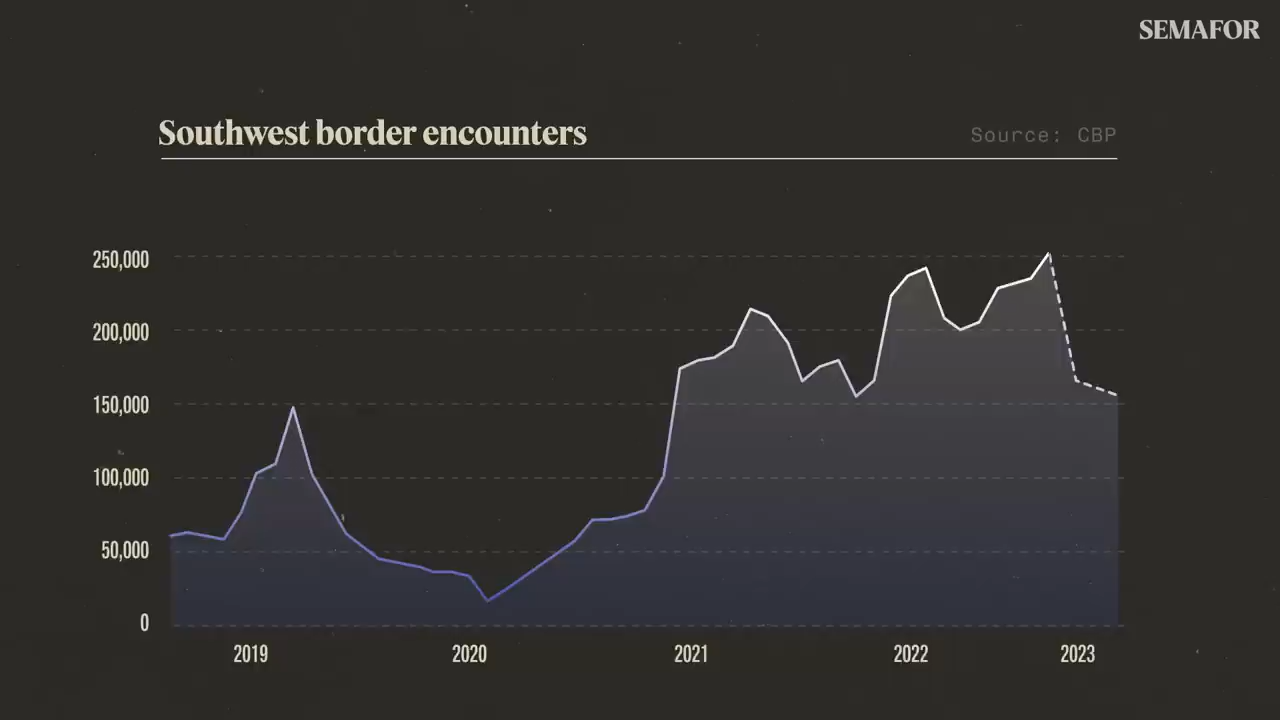 SEMAFOR
Southwest border encounters
Source: CBP
250,000
200,000
150,000
100,000
50,000
0
2019 2020 2021 2022 2023